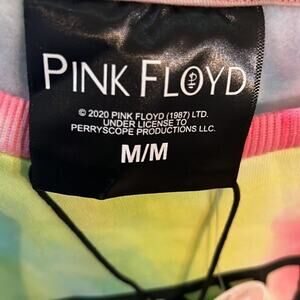 PINK FLOYD
© 2020 PINK FLOYD (1987) LTD.
UNDER LICENSE TO
PERRYSCOPE PRODUCTIONS LLC.
M/M